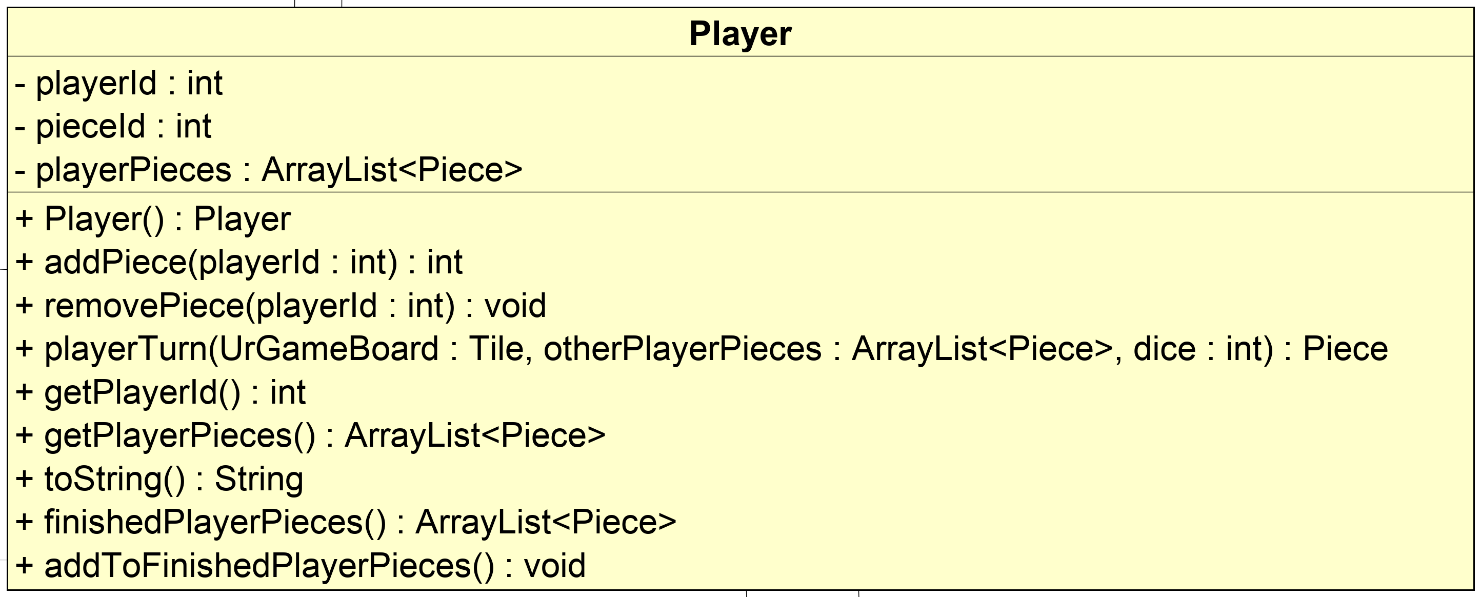 Player
- playerId : int
- pieceId : int
- playerPieces : ArrayList<Piece>
+ Player() : Player
+ addPiece(playerId : int) : int
+ removePiece(playerId : int) : void
+ playerTurn(UrGameBoard : Tile, otherPlayerPieces : ArrayList<Piece>, dice : int) : Piece
+ getPlayerId() : int
+ getPlayerPieces() : ArrayList<Piece>
+ toString() : String
+ finishedPlayerPieces() : ArrayList<Piece>
+ addToFinishedPlayerPieces() : void